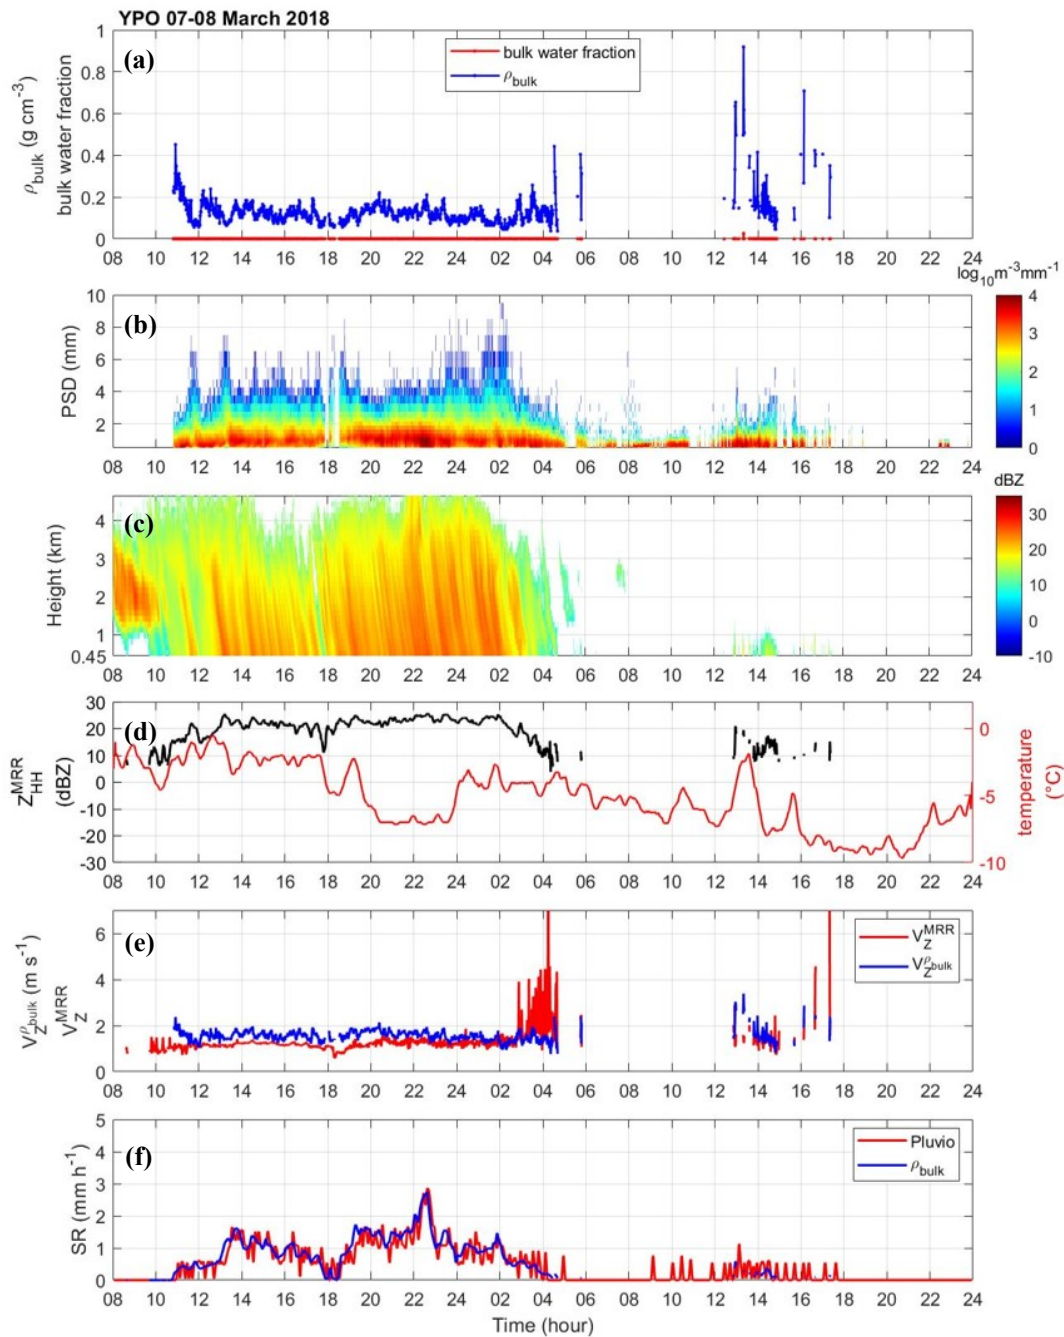 YPO 07-08 March 2018
(a)
bulk water fraction
ρbulk
ρbulk (g cm-3)
bulk water fraction
1
0.8
0.6
0.4
0.2
0
08 10 12 14 16 18 20 22 24 02 04 06 08 10 12 14 16 18 20 22 24
log10m-3mm-1
(b)
PSD (mm)
10
8
6
4
2
4
3
2
1
0
08 10 12 14 16 18 20 22 24 02 04 06 08 10 12 14 16 18 20 22 24
dBZ
(c)
Height (km)
4
3
2
1
0.45
30
20
10
0
-10
08 10 12 14 16 18 20 22 24 02 04 06 08 10 12 14 16 18 20 22 24
(d)
ZHHMRR
(dBZ)
30
20
10
0
-10
-20
-30
0
-5
-10
temperature
(°C)
08 10 12 14 16 18 20 22 24 02 04 06 08 10 12 14 16 18 20 22 24
(e)
VZMRR
VZρbulk
VZρbulk (m s-1)
VZMRR
6
4
2
0
08 10 12 14 16 18 20 22 24 02 04 06 08 10 12 14 16 18 20 22 24
(f)
Pluvio
ρbulk
SR (mm h-1)
5
4
3
2
1
0
08 10 12 14 16 18 20 22 24 02 04 06 08 10 12 14 16 18 20 22 24
Time (hour)